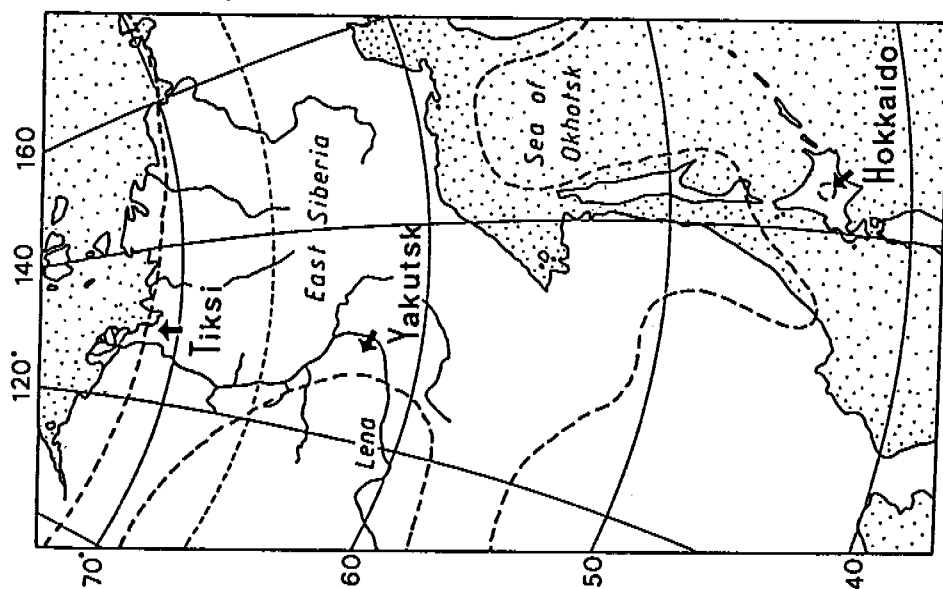 120°
140
160
70°
60
50
40
Tiksi
East Siberia
Yakutsk
Lena
Sea of
Okhotsk
Hokkaido